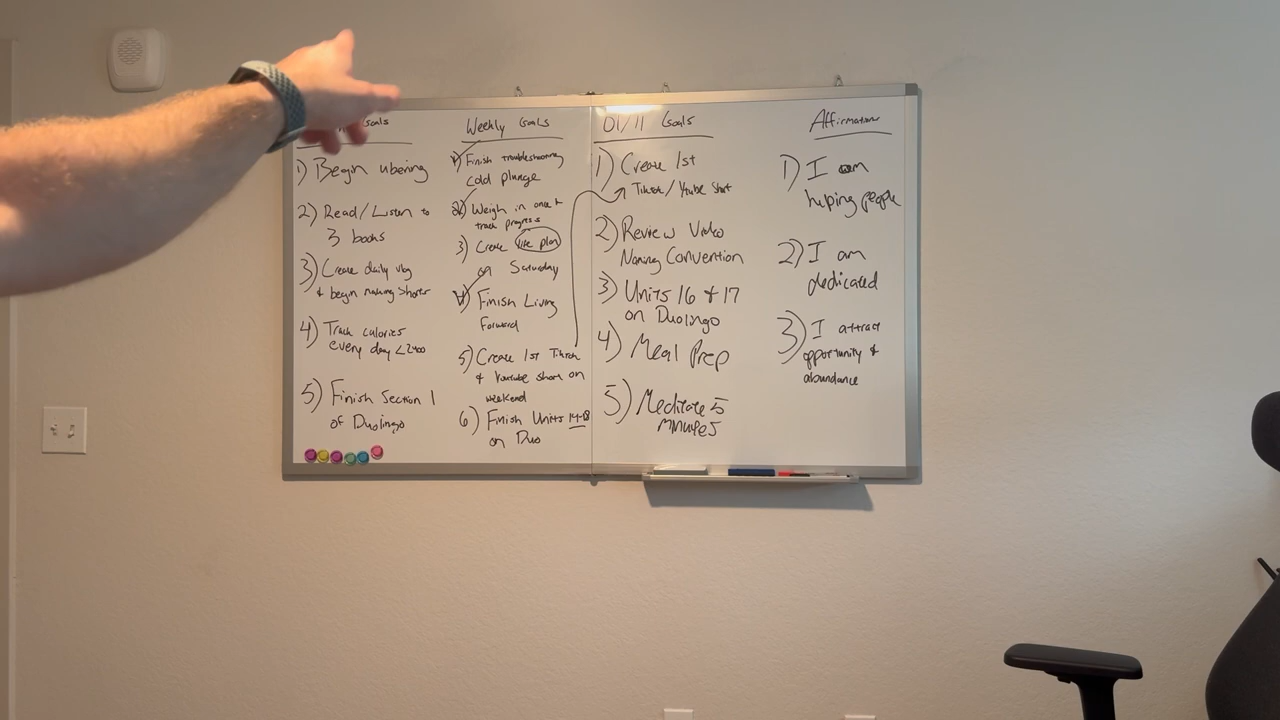 Goals
1) Begin ubering
2) Read/Listen to
3 books
3) Create daily vlog
& begin making shorts
4) Track calories
every day <2400
5) Finish Section 1
of Duolingo
Weekly Goals
1) Finish troubleshooting
cold plunge
2) Weigh in once &
track progress
3) Create life plan
on Saturday
4) Finish Living
Forward
5) Create 1st Tiktok
& Youtube short on
weekend
6) Finish Units 14-18
on Duo
01/11 Goals
1) Create 1st
Tiktok/Ytube Short
2) Review Video
Naming Convention
3) Units 16 & 17
on Duolingo
4) Meal Prep
5) Meditate 5
minutes
Affirmations
1) I am
helping people
2) I am
dedicated
3) I attract
opportunity &
abundance